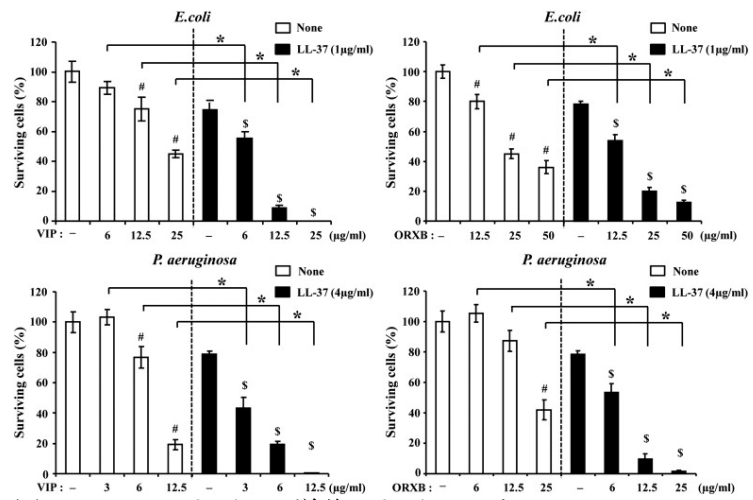 E.coli
None
LL-37 (1μg/ml)
Surviving cells (%)
120
100
80
60
40
20
0
* * *
# #
$ $ $
VIP : – 6 12.5 25 – 6 12.5 25 (μg/ml)
E.coli
None
LL-37 (1μg/ml)
Surviving cells (%)
120
100
80
60
40
20
0
* * *
# # #
$ $ $
ORXB : – 12.5 25 50 – 12.5 25 50 (μg/ml)
P. aeruginosa
None
LL-37 (4μg/ml)
Surviving cells (%)
120
100
80
60
40
20
0
* * *
# #
$ $ $
VIP : – 3 6 12.5 – 3 6 12.5 (μg/ml)
P. aeruginosa
None
LL-37 (4μg/ml)
Surviving cells (%)
120
100
80
60
40
20
0
* * *
#
$ $ $
ORXB : – 6 12.5 25 – 6 12.5 25 (μg/ml)